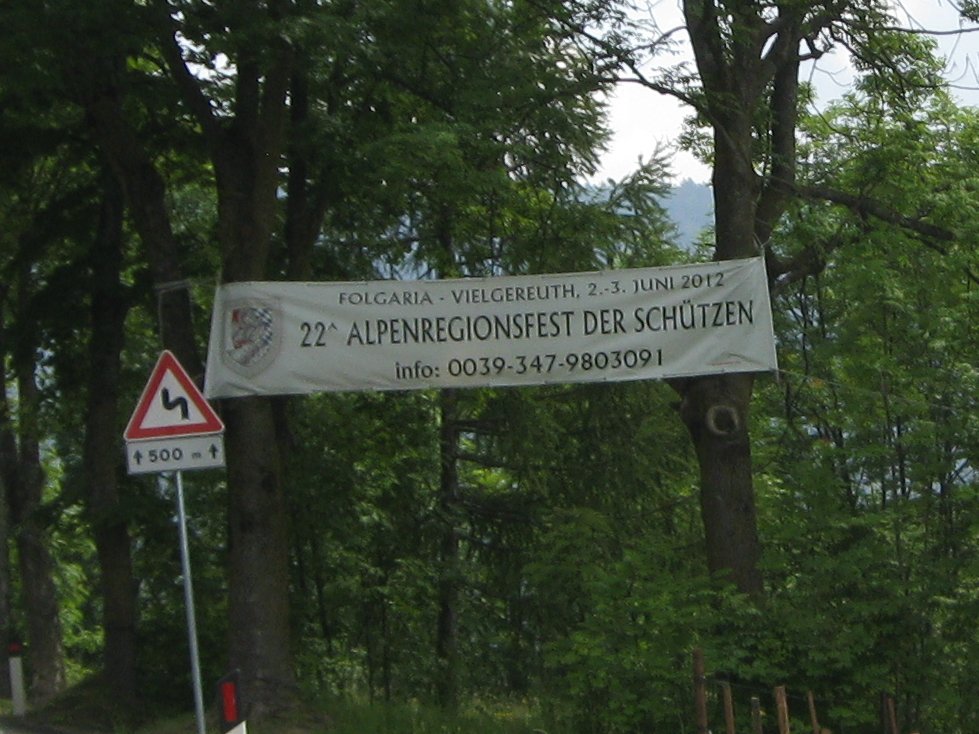 FOLGARIA - VIELGEREUTH, 2.-3. JUNI 2012
22^ ALPENREGIONSFEST DER SCHÜTZEN
info: 0039-347-9803091
500 m